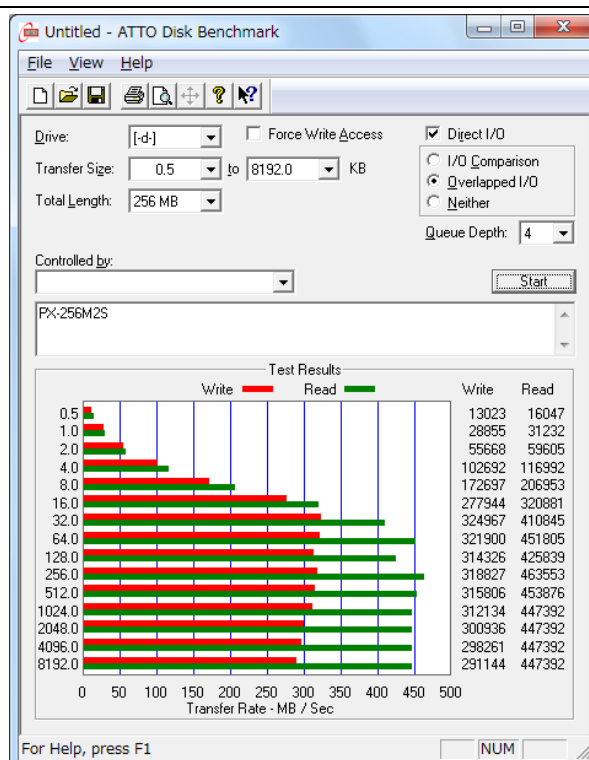 Untitled - ATTO Disk Benchmark
File View Help
Drive: [-d-] Force Write Access Direct I/O
Transfer Size: 0.5 to 8192.0 KB I/O Comparison
Overlapped I/O
Total Length: 256 MB Neither
Queue Depth: 4
Controlled by:
Start
PX-256M2S
Test Results
Write Read Write Read
0.5 13023 16047
1.0 28855 31232
2.0 55668 59605
4.0 102692 116992
8.0 172697 206953
16.0 277944 320881
32.0 324967 410845
64.0 321900 451805
128.0 314326 425839
256.0 318827 463553
512.0 315806 453876
1024.0 312134 447392
2048.0 300936 447392
4096.0 298261 447392
8192.0 291144 447392
0 50 100 150 200 250 300 350 400 450 500
Transfer Rate - MB / Sec
For Help, press F1 NUM